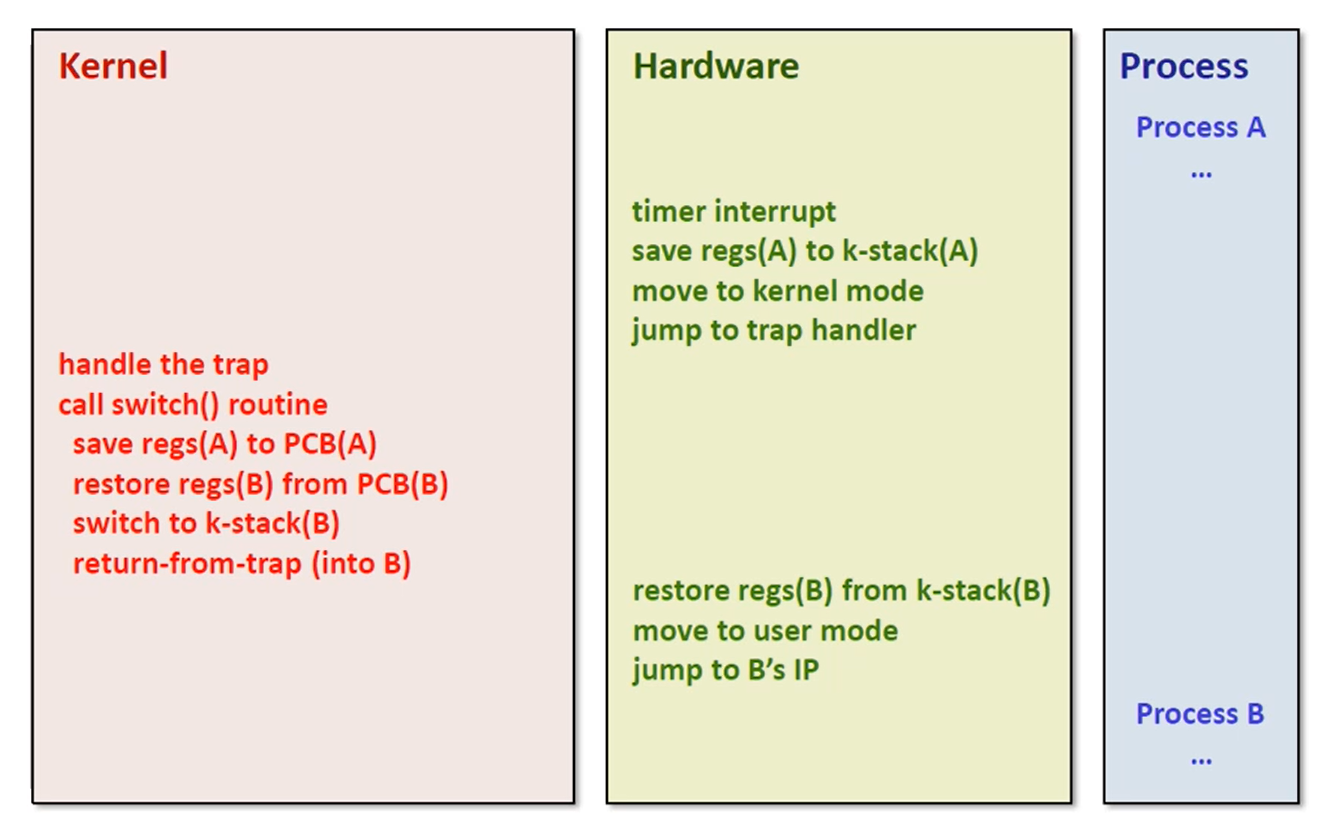 Kernel
handle the trap
call switch() routine
save regs(A) to PCB(A)
restore regs(B) from PCB(B)
switch to k-stack(B)
return-from-trap (into B)
Hardware
timer interrupt
save regs(A) to k-stack(A)
move to kernel mode
jump to trap handler
restore regs(B) from k-stack(B)
move to user mode
jump to B’s IP
Process
Process A
...
Process B
...